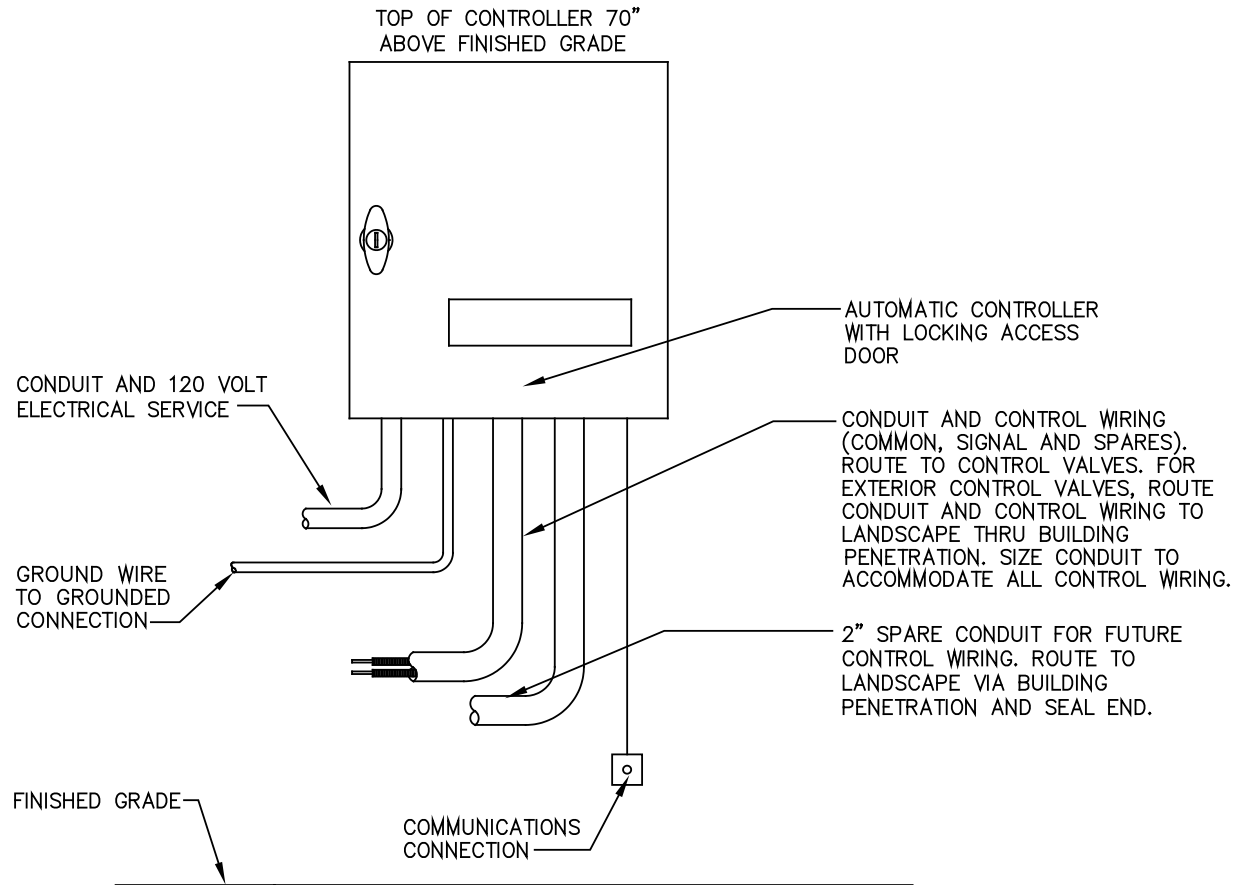 TOP OF CONTROLLER 70"
ABOVE FINISHED GRADE
AUTOMATIC CONTROLLER
WITH LOCKING ACCESS
DOOR
CONDUIT AND 120 VOLT
ELECTRICAL SERVICE
CONDUIT AND CONTROL WIRING
(COMMON, SIGNAL AND SPARES).
ROUTE TO CONTROL VALVES. FOR
EXTERIOR CONTROL VALVES, ROUTE
CONDUIT AND CONTROL WIRING TO
LANDSCAPE THRU BUILDING
PENETRATION. SIZE CONDUIT TO
ACCOMMODATE ALL CONTROL WIRING.
GROUND WIRE
TO GROUNDED
CONNECTION
2" SPARE CONDUIT FOR FUTURE
CONTROL WIRING. ROUTE TO
LANDSCAPE VIA BUILDING
PENETRATION AND SEAL END.
FINISHED GRADE
COMMUNICATIONS
CONNECTION